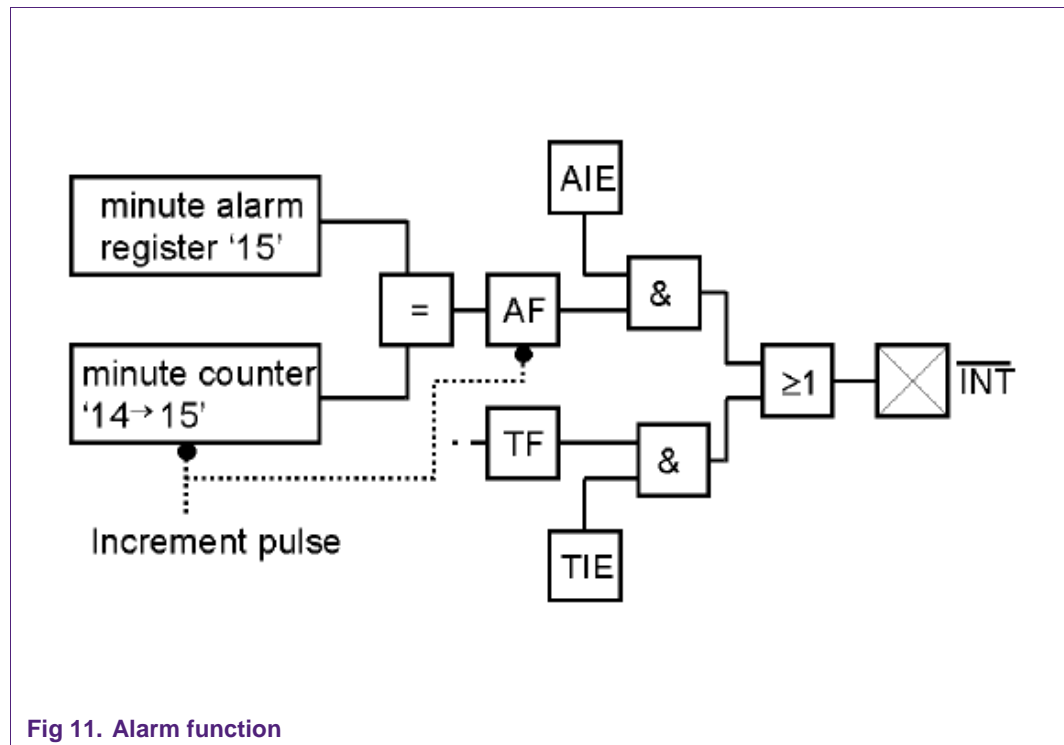 AIE
minute alarm
register ‘15’
&
= AF
minute counter
‘14→15’
≥1 INT
TF &
Increment pulse
TIE
Fig 11. Alarm function